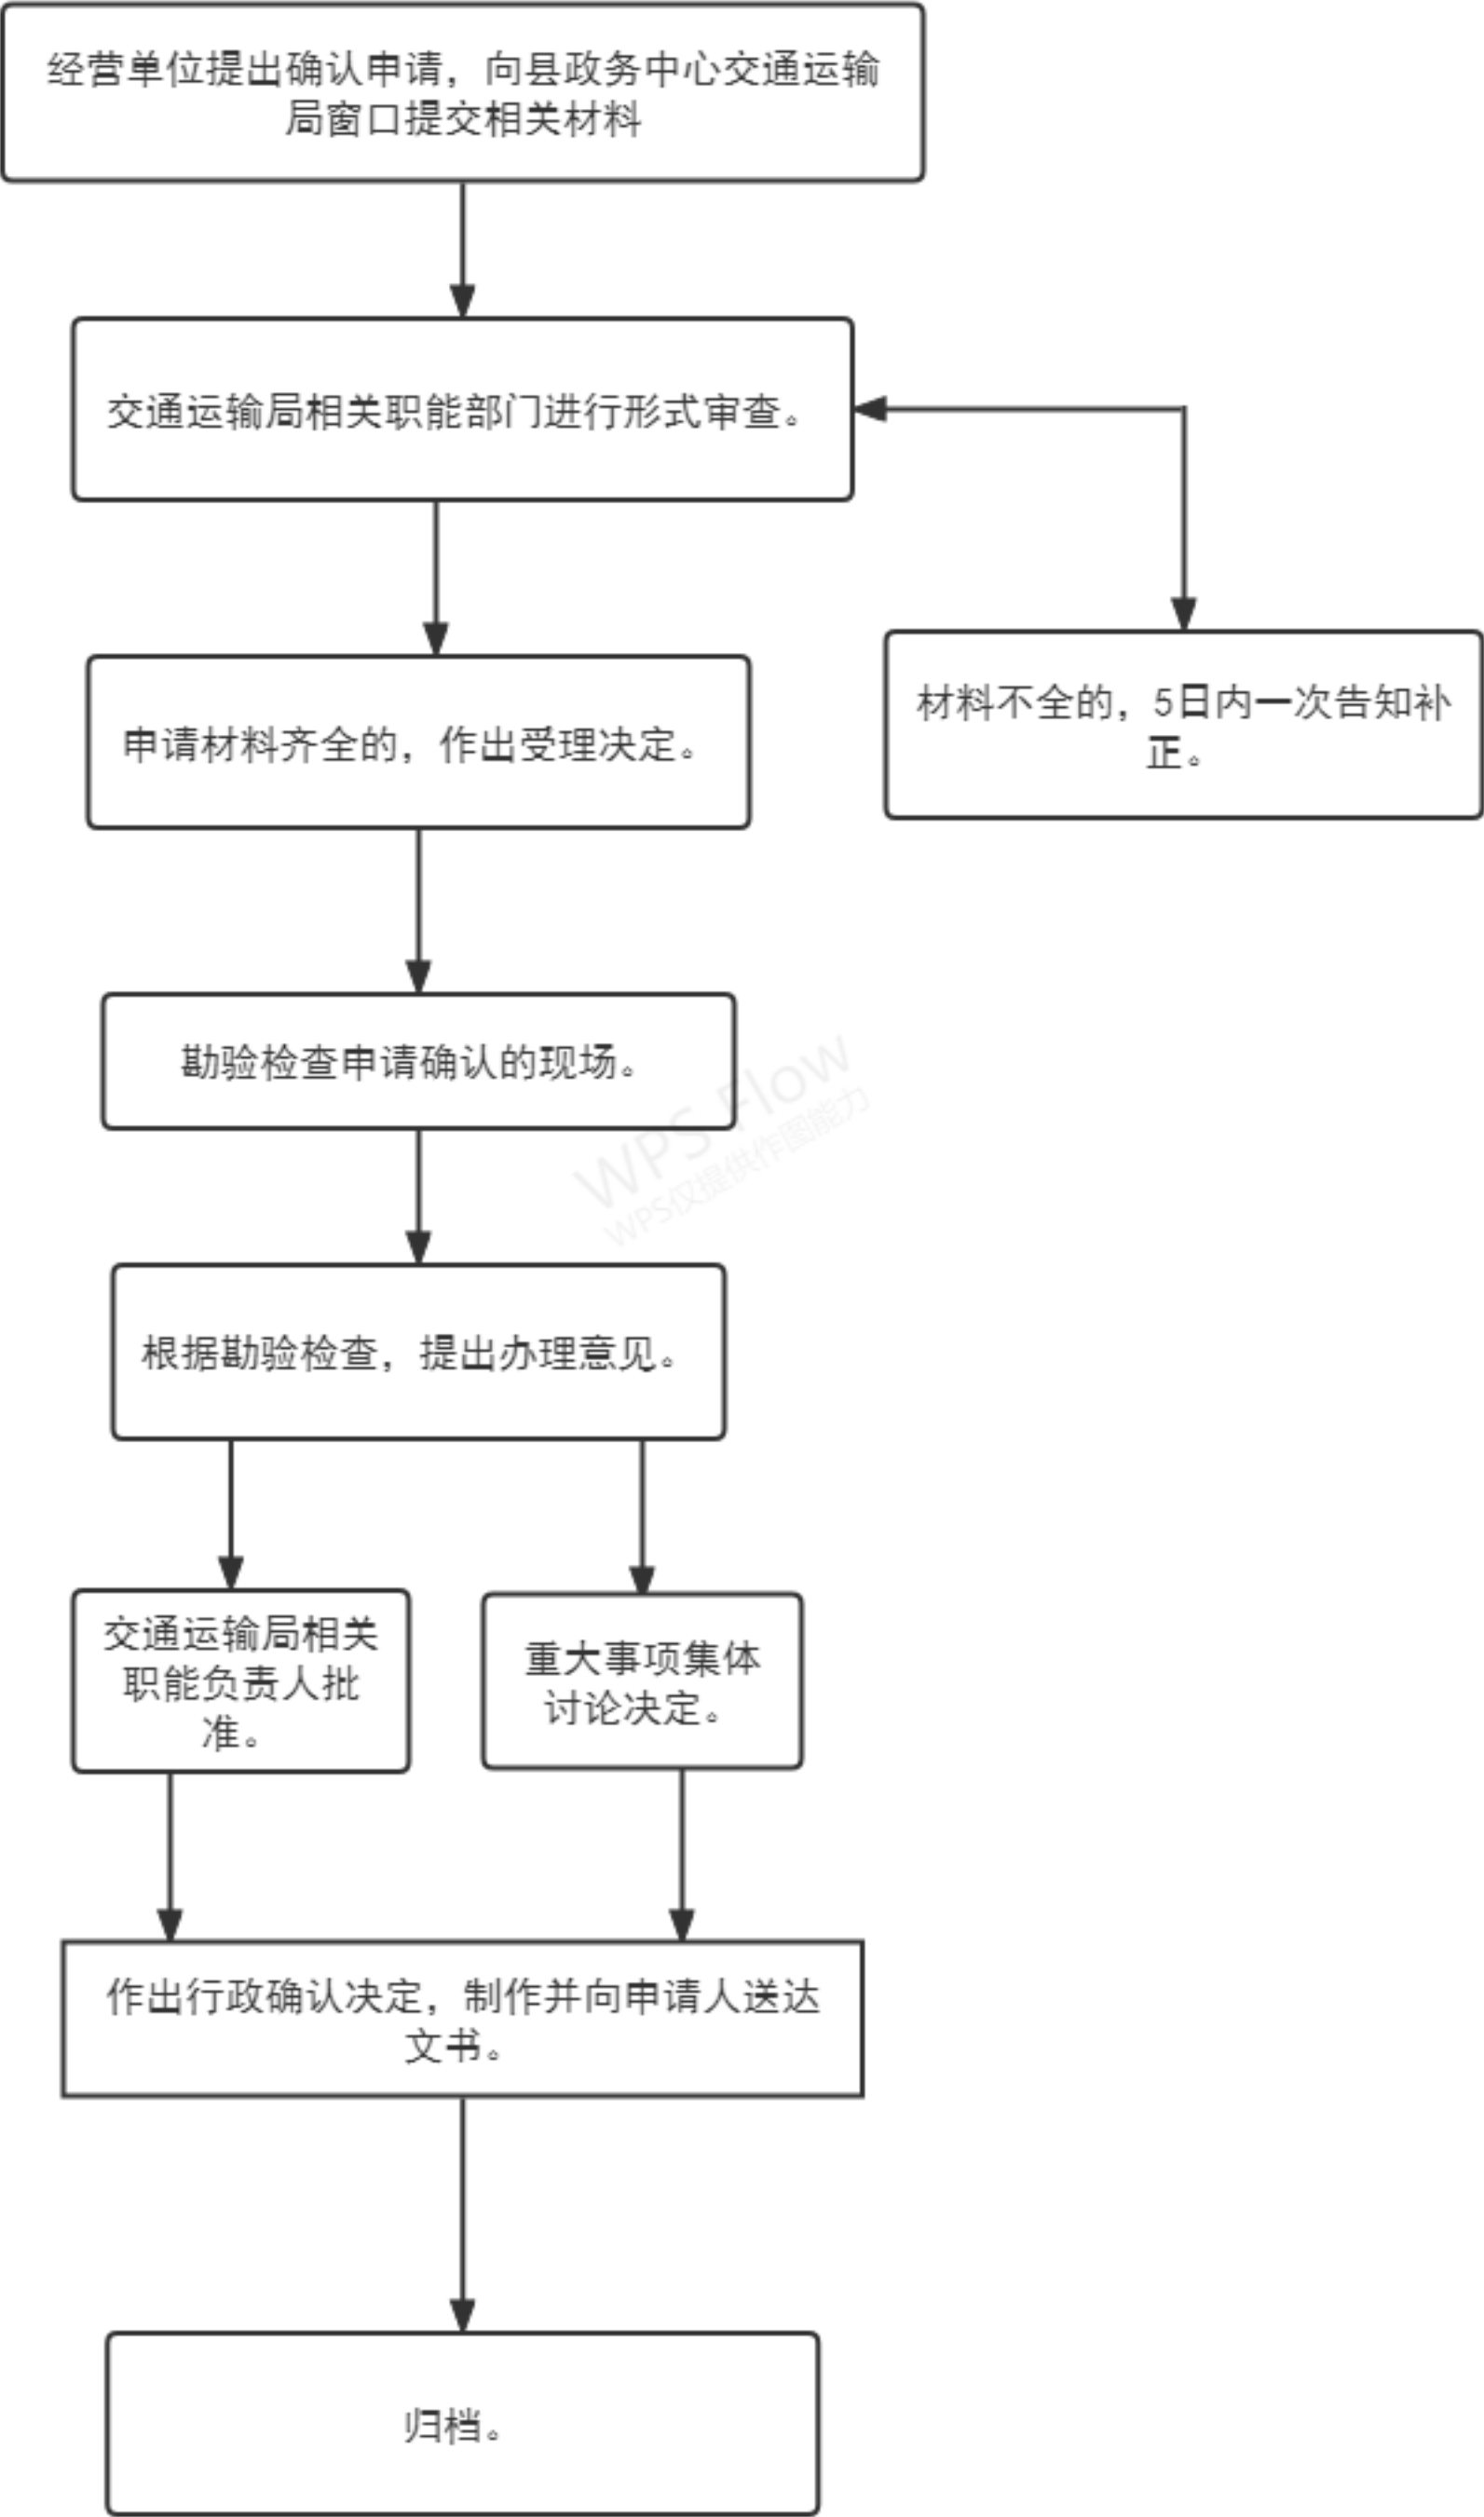 经营单位提出确认申请，向县政务中心交通运输
局窗口提交相关材料
交通运输局相关职能部门进行形式审查。
材料不全的，5日内一次告知补
正。
申请材料齐全的，作出受理决定。
勘验检查申请确认的现场。
WPS Flow
WPS仅提供作图能力
根据勘验检查，提出办理意见。
交通运输局相关
职能负责人批
准。
重大事项集体
讨论决定。
作出行政确认决定，制作并向申请人送达
文书。
归档。